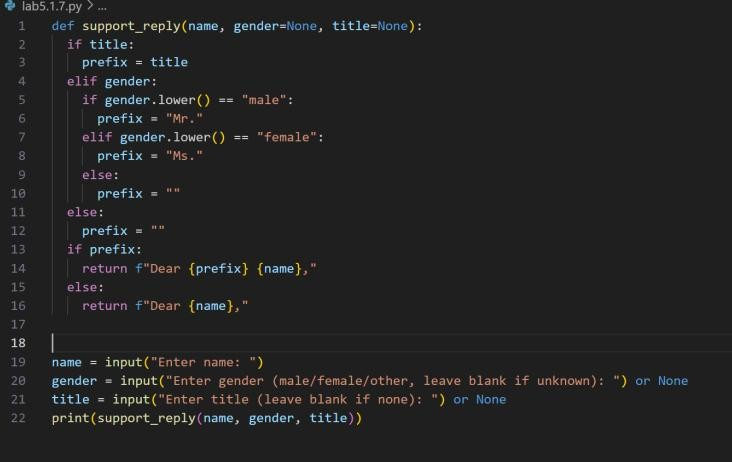 lab5.1.7.py > ...
1 def support_reply(name, gender=None, title=None):
2   if title:
3     prefix = title
4   elif gender:
5     if gender.lower() == "male":
6       prefix = "Mr."
7     elif gender.lower() == "female":
8       prefix = "Ms."
9     else:
10       prefix = ""
11   else:
12     prefix = ""
13   if prefix:
14     return f"Dear {prefix} {name},"
15   else:
16     return f"Dear {name},"
17
18
19 name = input("Enter name: ")
20 gender = input("Enter gender (male/female/other, leave blank if unknown): ") or None
21 title = input("Enter title (leave blank if none): ") or None
22 print(support_reply(name, gender, title))